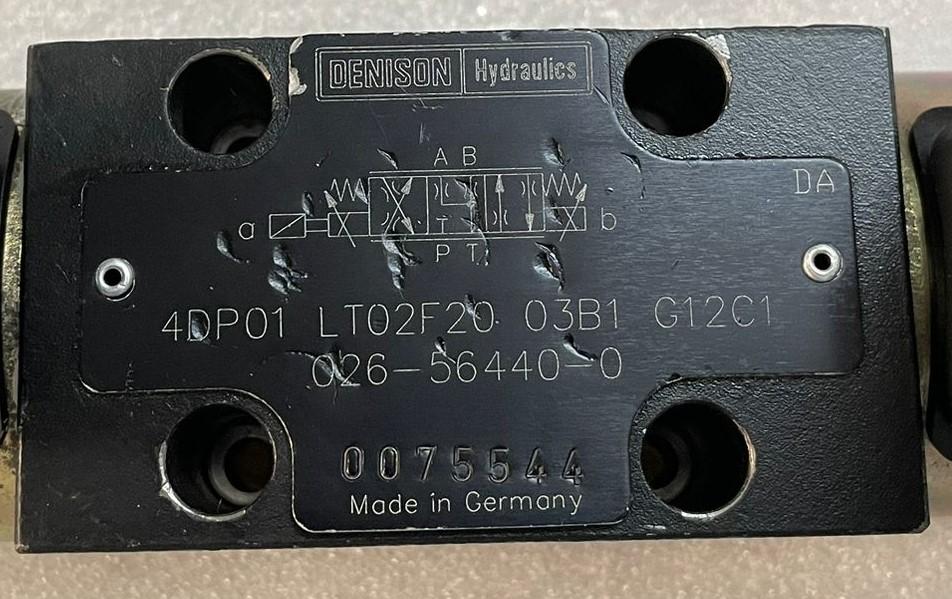 DENISON Hydraulics
A B
DA
a b
P T
4DP01 LT02F20 03B1 G12C1
026-56440-0
0075544
Made in Germany